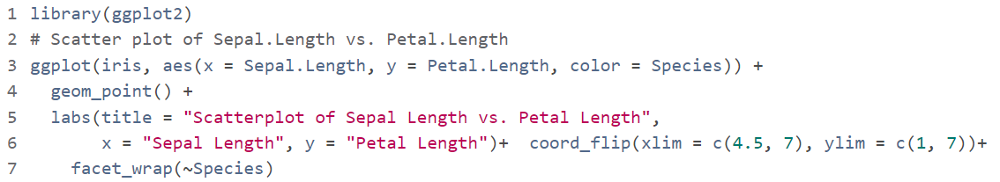 1 library(ggplot2)
2 # Scatter plot of Sepal.Length vs. Petal.Length
3 ggplot(iris, aes(x = Sepal.Length, y = Petal.Length, color = Species)) +
4   geom_point() +
5   labs(title = "Scatterplot of Sepal Length vs. Petal Length",
6        x = "Sepal Length", y = "Petal Length")+  coord_flip(xlim = c(4.5, 7), ylim = c(1, 7))+
7     facet_wrap(~Species)